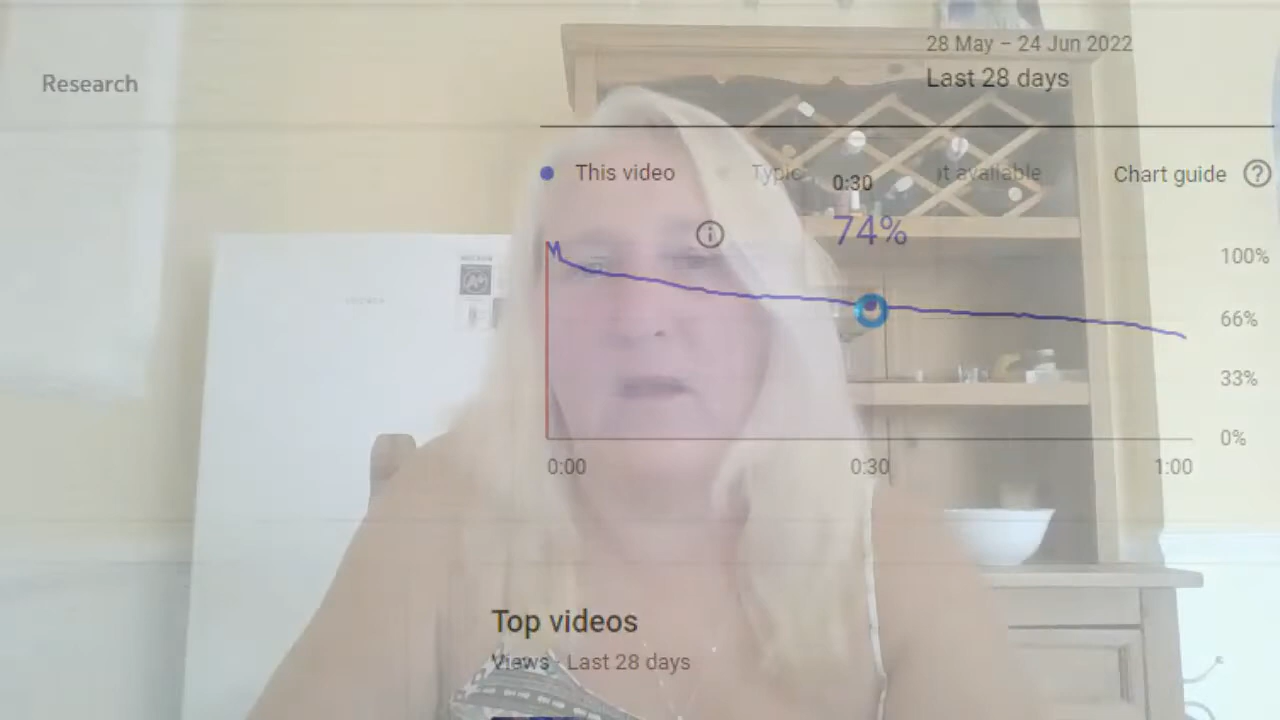 28 May – 24 Jun 2022
Research
Last 28 days
This video
available
Chart guide
0:30
74%
100%
66%
33%
0%
0:00
0:30
1:00
Top videos
Views · Last 28 days